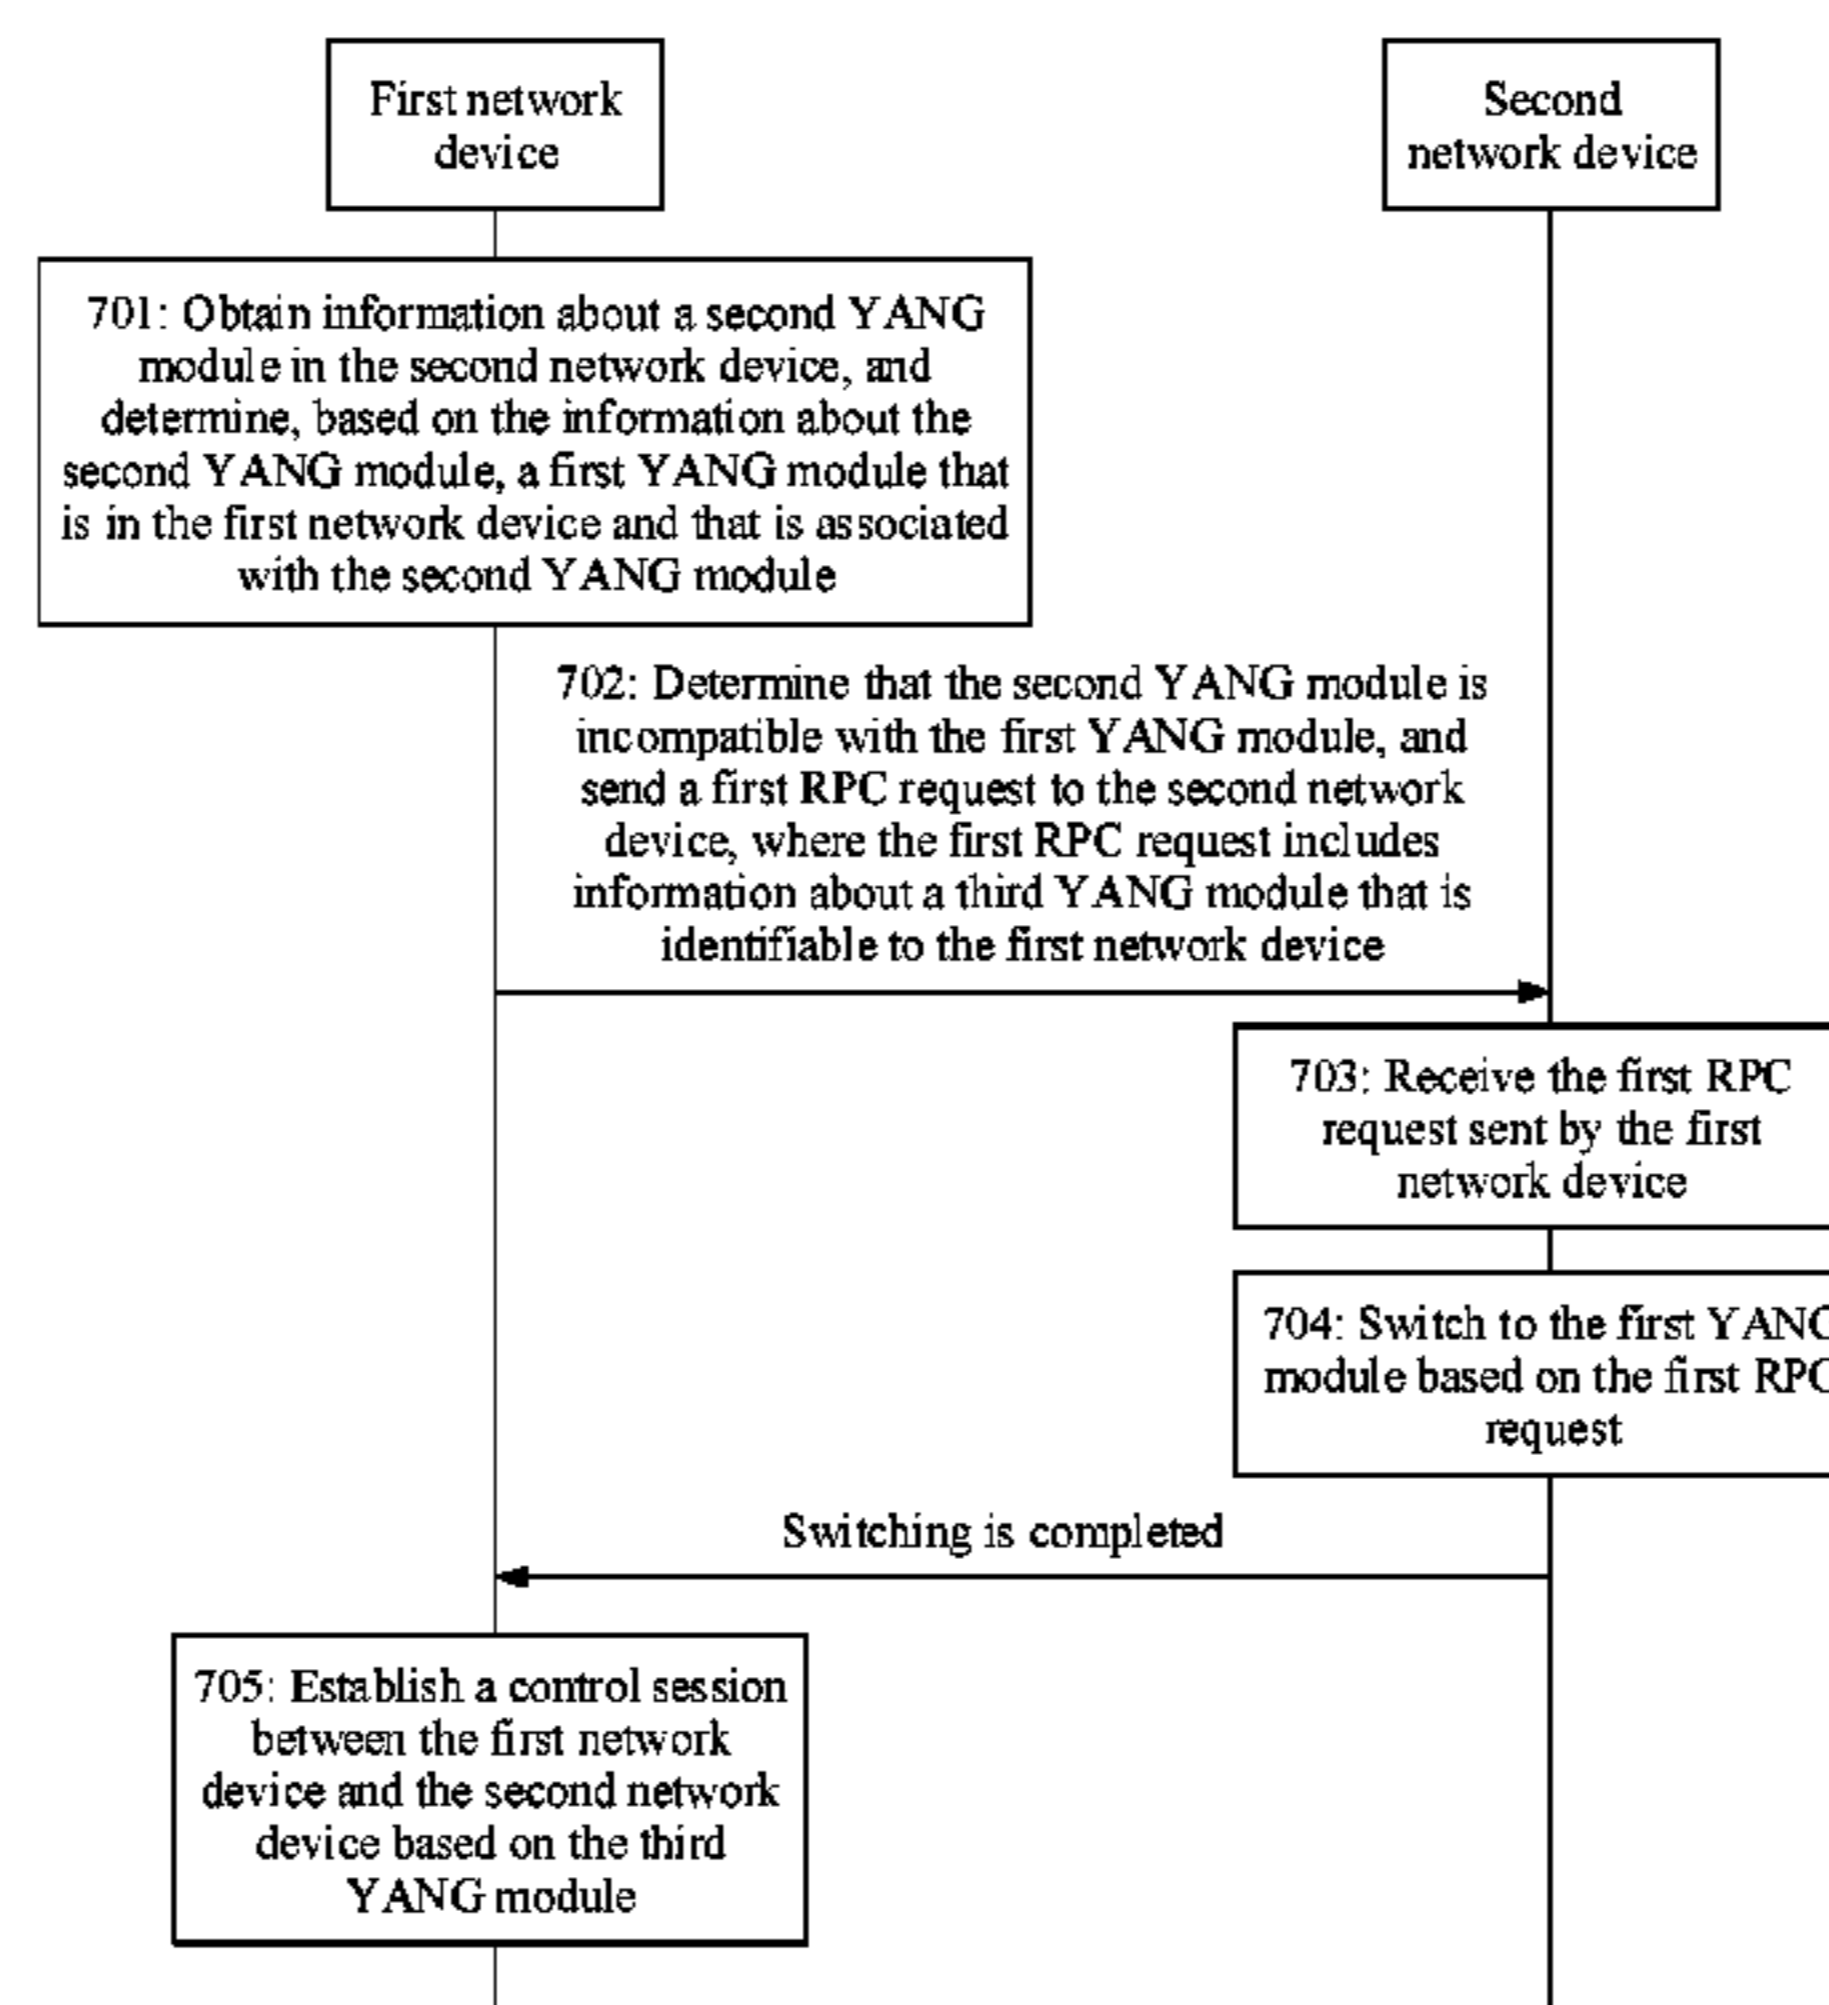 First network
device
Second
network device
701: Obtain information about a second YANG
module in the second network device, and
determine, based on the information about the
second YANG module, a first YANG module that
is in the first network device and that is associated
with the second YANG module
702: Determine that the second YANG module is
incompatible with the first YANG module, and
send a first RPC request to the second network
device, where the first RPC request includes
information about a third YANG module that is
identifiable to the first network device
703: Receive the first RPC
request sent by the first
network device
704: Switch to the first YANG
module based on the first RPC
request
Switching is completed
705: Establish a control session
between the first network
device and the second network
device based on the third
YANG module